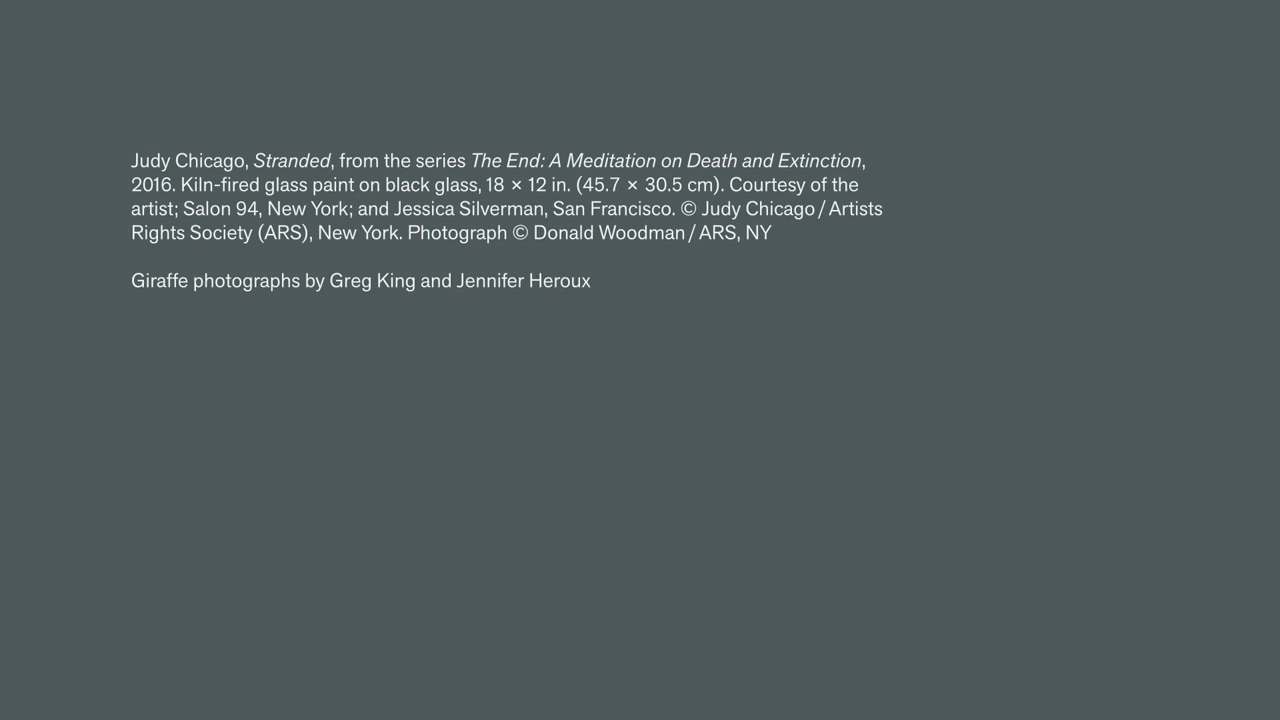 Judy Chicago, Stranded, from the series The End: A Meditation on Death and Extinction,
2016. Kiln-fired glass paint on black glass, 18 × 12 in. (45.7 × 30.5 cm). Courtesy of the
artist; Salon 94, New York; and Jessica Silverman, San Francisco. © Judy Chicago / Artists
Rights Society (ARS), New York. Photograph © Donald Woodman / ARS, NY
Giraffe photographs by Greg King and Jennifer Heroux